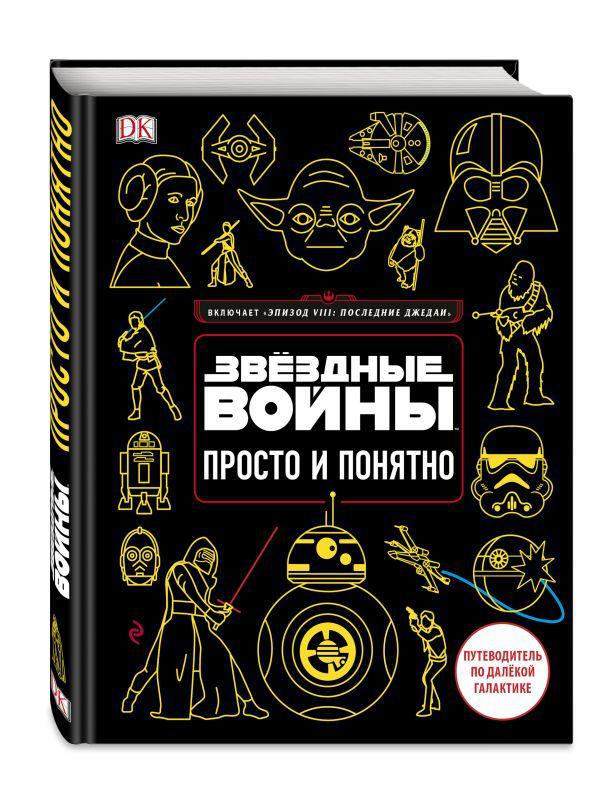 DK
ВКЛЮЧАЕТ «ЭПИЗОД VIII: ПОСЛЕДНИЕ ДЖЕДАИ»
ЗВЁЗДНЫЕ
ВОЙНЫ
TM
ПРОСТО И ПОНЯТНО
ПУТЕВОДИТЕЛЬ
ПО ДАЛЁКОЙ
ГАЛАКТИКЕ
ПРОСТО И ПОНЯТНО
ЗВЁЗДНЫЕ
ВОЙНЫ
DK